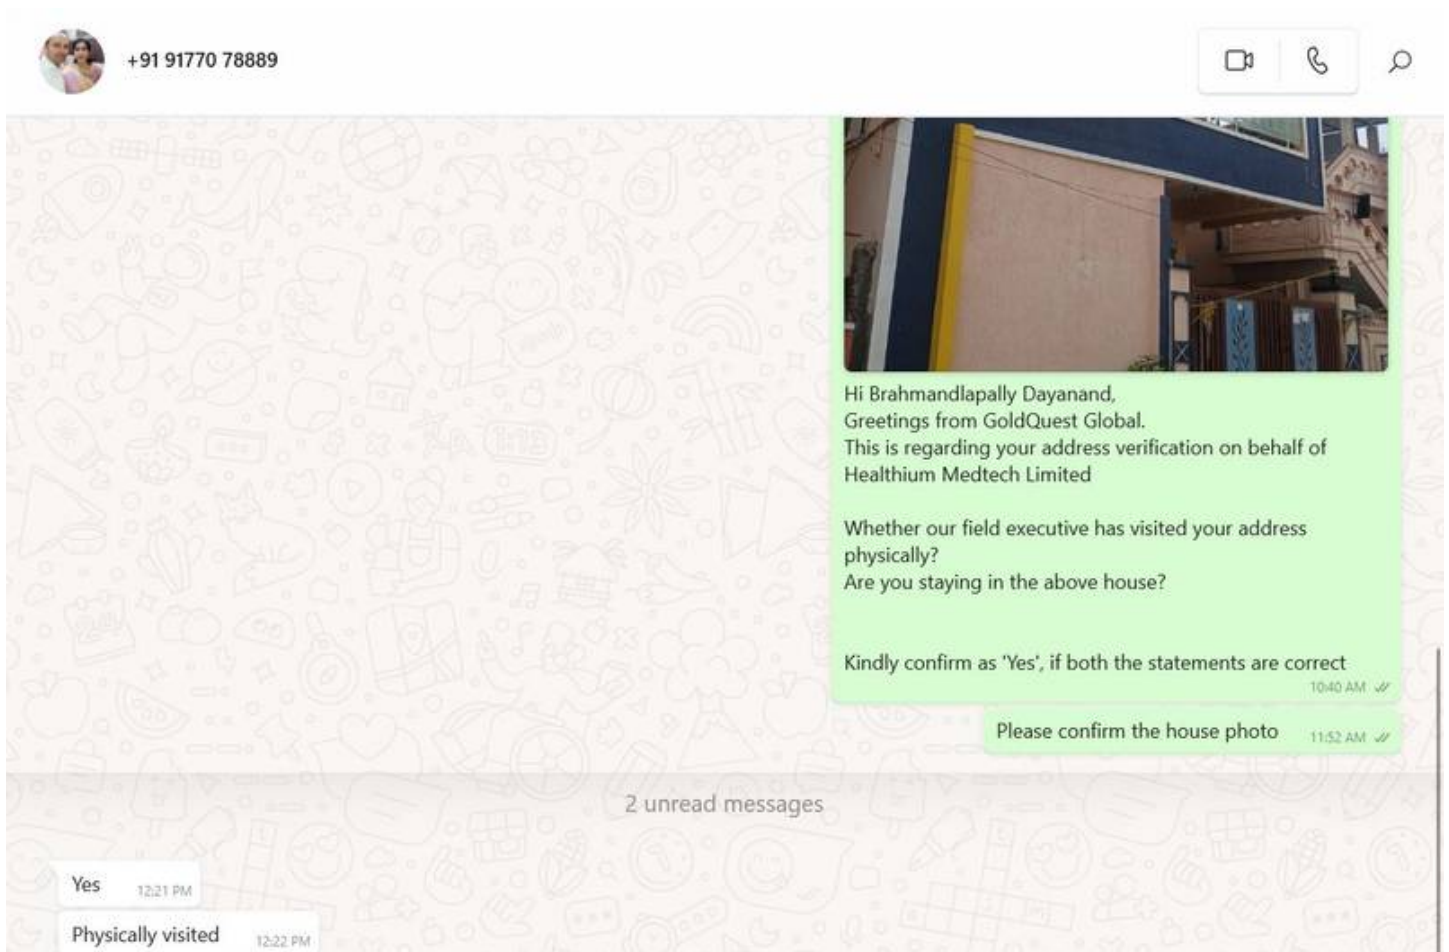 +91 91770 78889
Hi Brahmandlapally Dayanand,
Greetings from GoldQuest Global.
This is regarding your address verification on behalf of
Healthium Medtech Limited
Whether our field executive has visited your address
physically?
Are you staying in the above house?
Kindly confirm as 'Yes', if both the statements are correct
10:40 AM
Please confirm the house photo 11:52 AM
2 unread messages
Yes 12:21 PM
Physically visited 12:22 PM